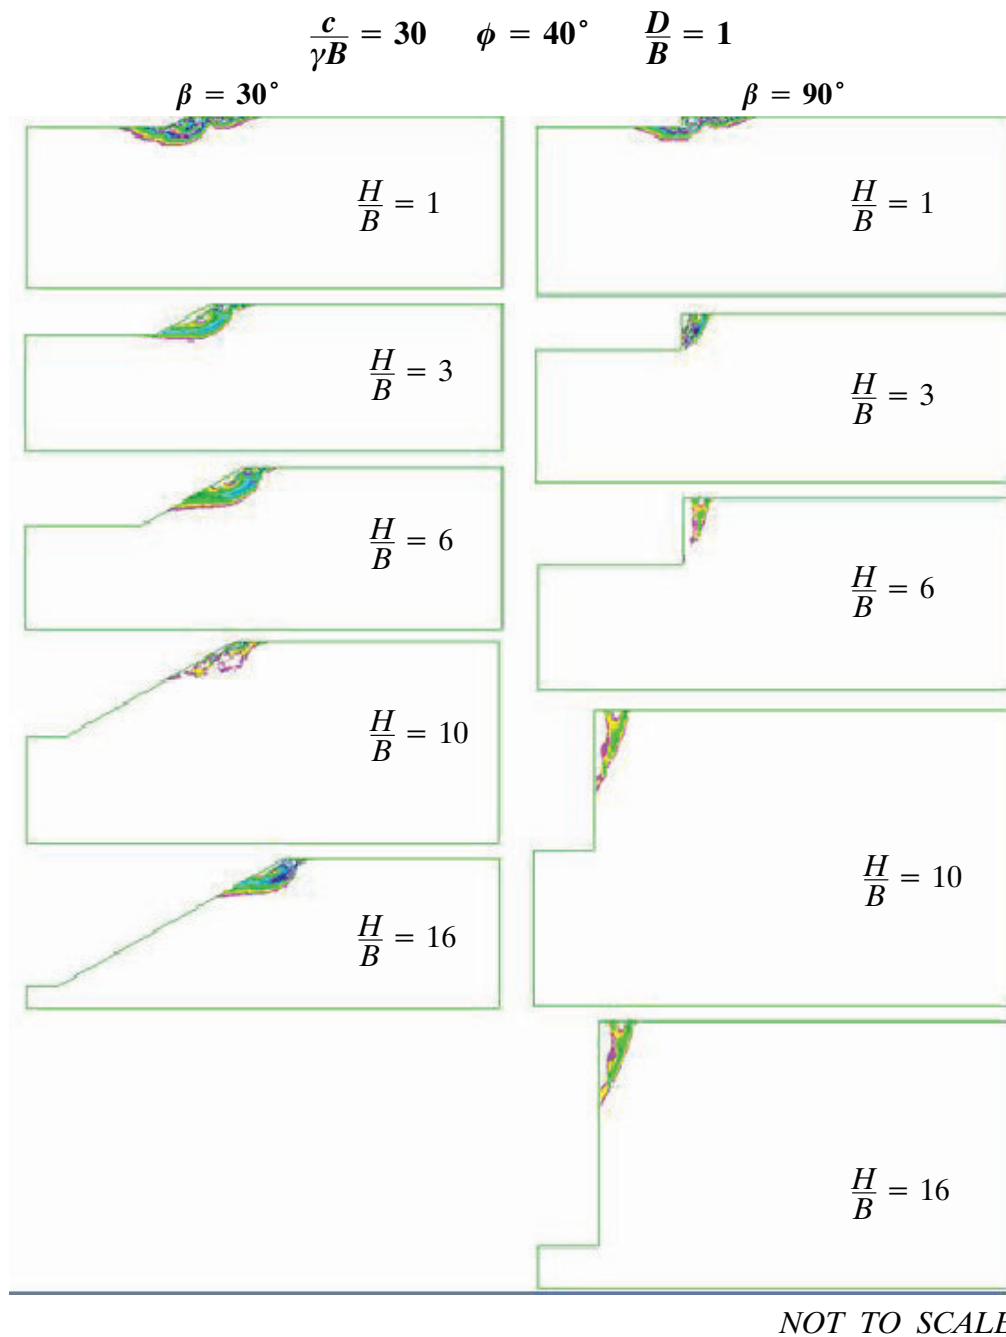 c/γB = 30 ϕ = 40° D/B = 1
β = 30° β = 90°
H/B = 1
H/B = 1
H/B = 3
H/B = 3
H/B = 6
H/B = 6
H/B = 10
H/B = 10
H/B = 16
H/B = 16
NOT TO SCALE